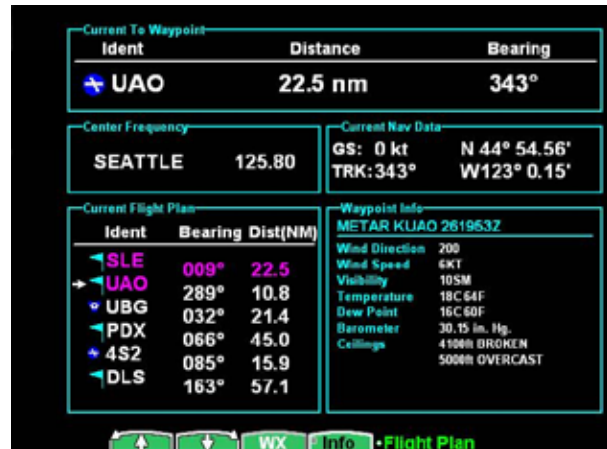 Current To Waypoint
Ident Distance Bearing
UAO 22.5 nm 343°
Center Frequency
SEATTLE 125.80
Current Nav Data
GS: 0 kt N 44° 54.56'
TRK:343° W123° 0.15'
Current Flight Plan
Ident Bearing Dist(NM)
SLE
009° 22.5
UAO
289° 10.8
UBG
032° 21.4
PDX
066° 45.0
4S2
085° 15.9
DLS
163° 57.1
Waypoint Info
METAR KUAO 261953Z
Wind Direction 200
Wind Speed 6KT
Visibility 10SM
Temperature 18C 64F
Dew Point 16C 60F
Barometer 30.15 in. Hg.
Ceilings 4100ft BROKEN
5000ft OVERCAST
WX Info Flight Plan